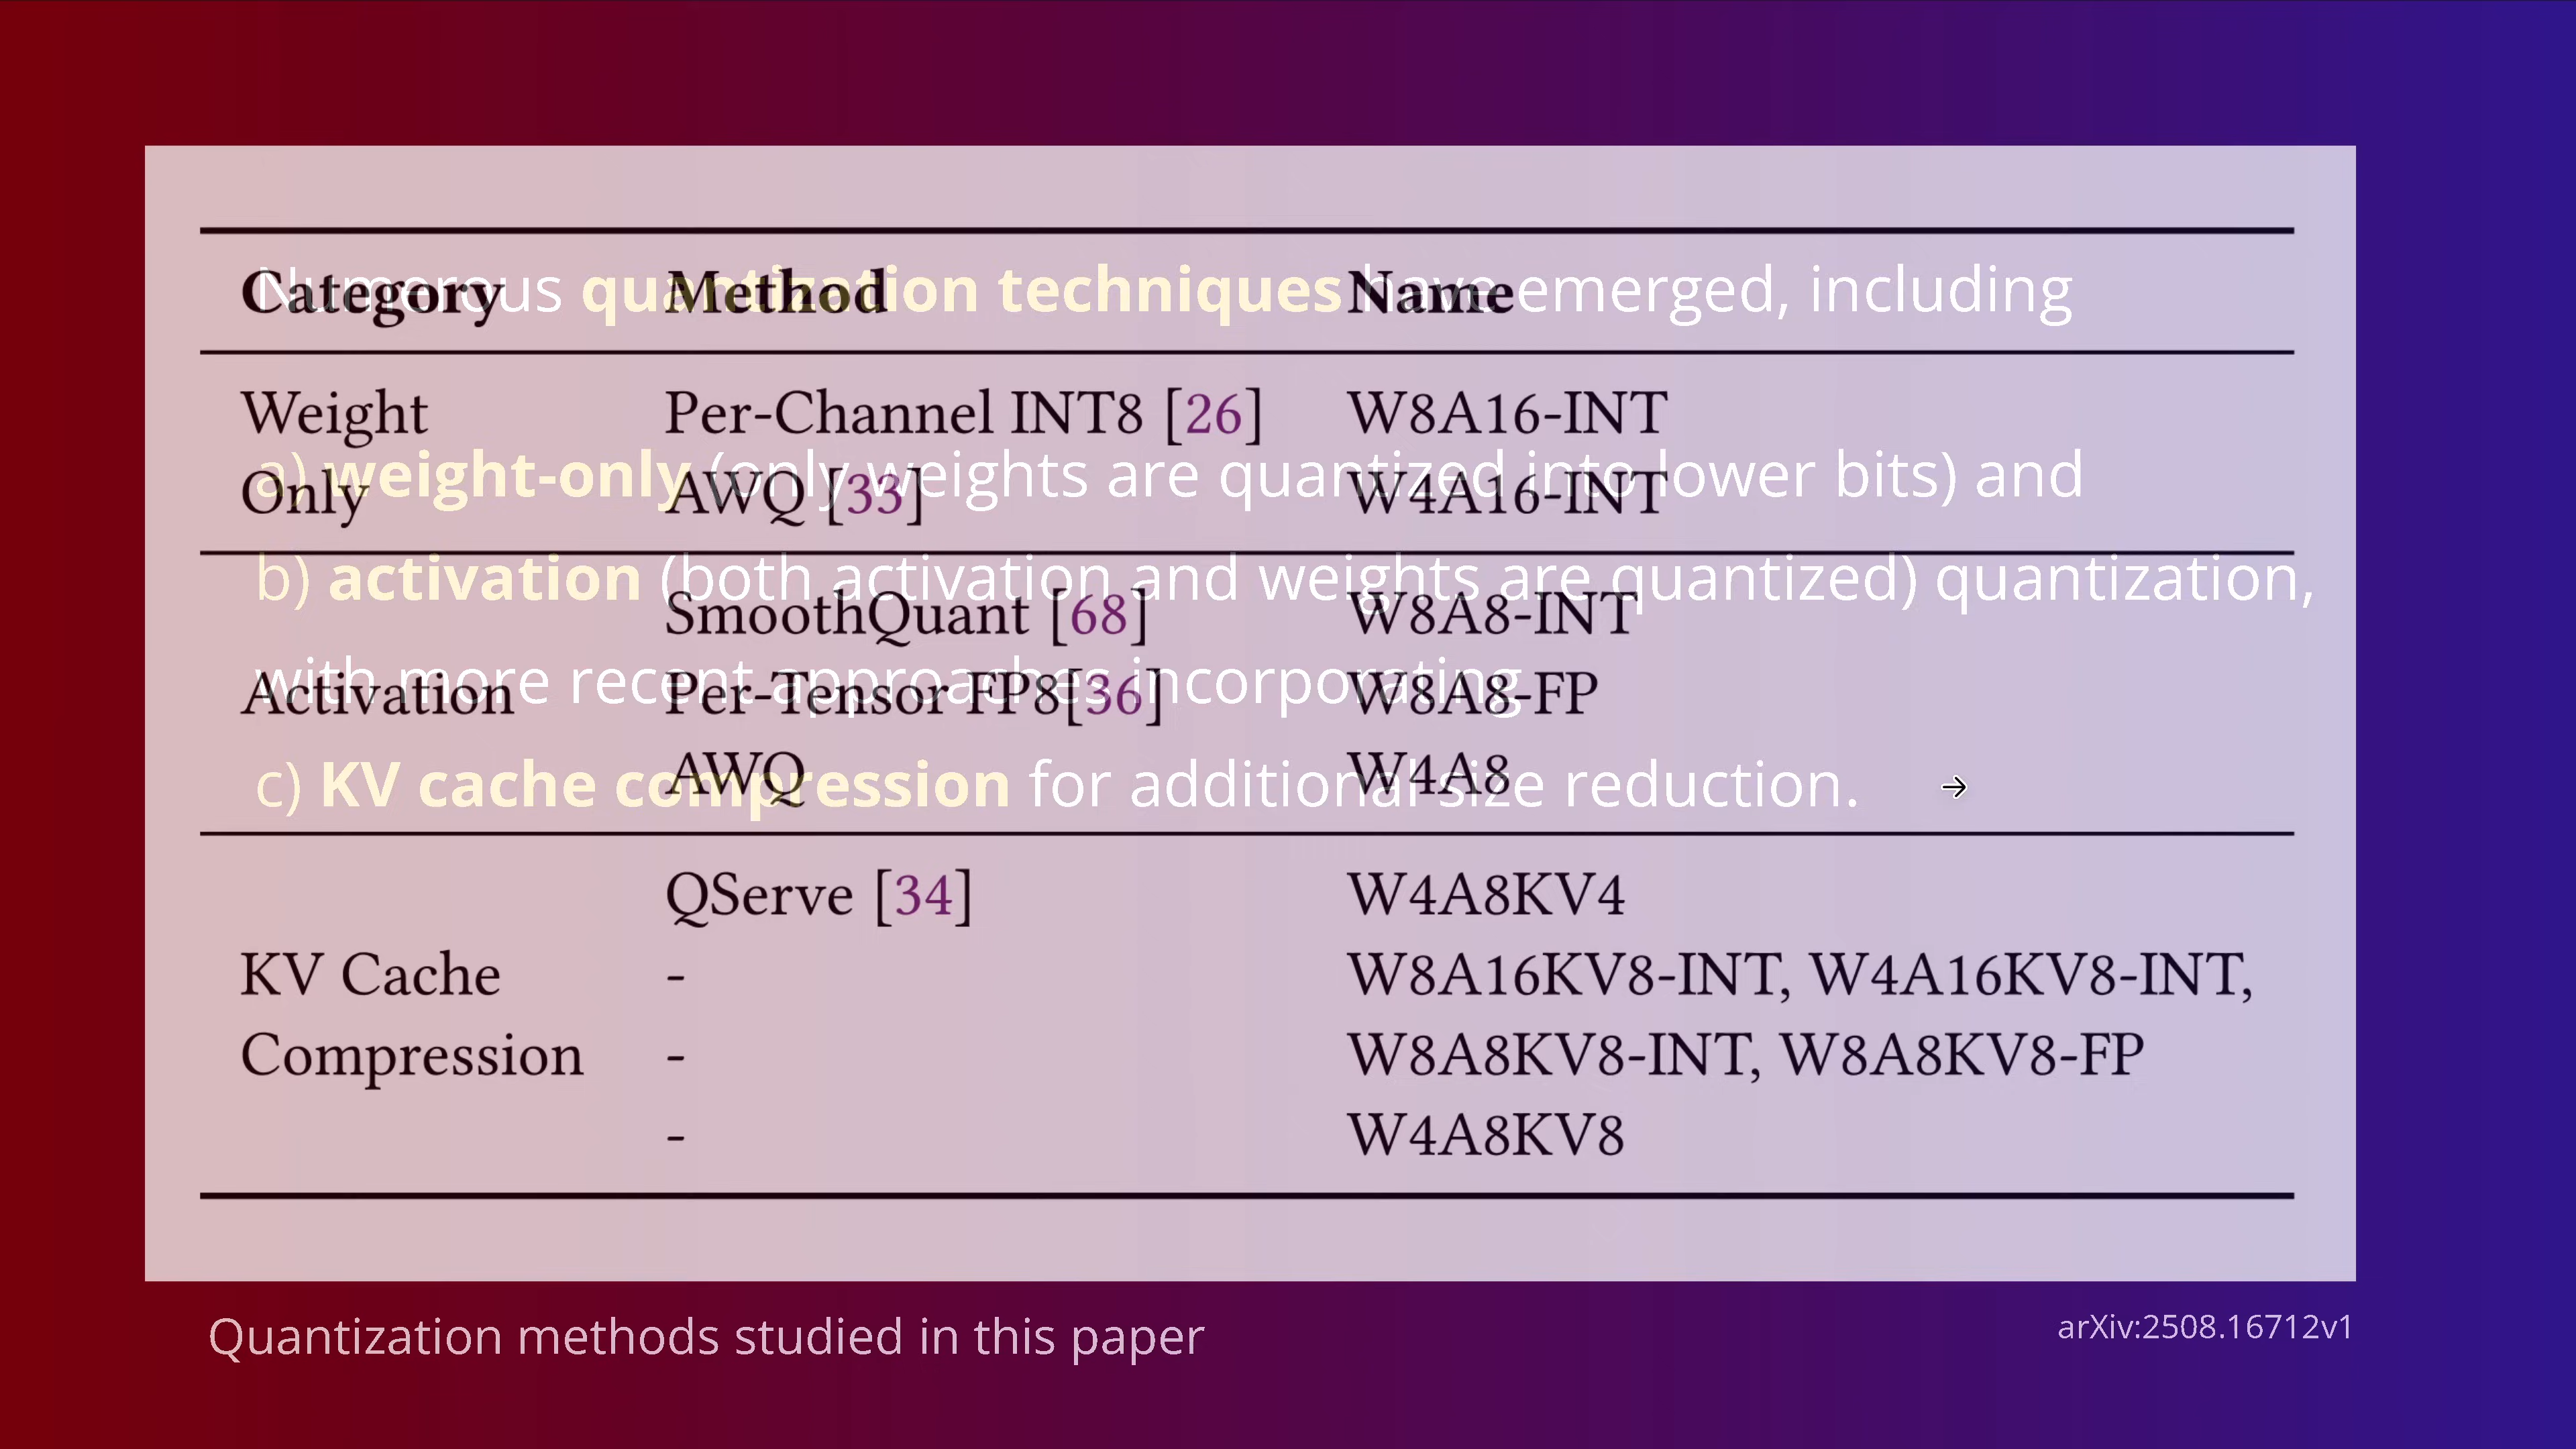 Category Method Name
Numerous quantization techniques have emerged, including
Weight Per-Channel INT8 [26] W8A16-INT
a) weight-only (only weights are quantized into lower bits) and
Only AWQ [33] W4A16-INT
b) activation (both activation and weights are quantized) quantization,
SmoothQuant [68] W8A8-INT
with more recent approaches incorporating
Activation Per-Tensor FP8[36] W8A8-FP
AWQ W4A8
c) KV cache compression for additional size reduction. →
QServe [34] W4A8KV4
KV Cache - W8A16KV8-INT, W4A16KV8-INT,
Compression - W8A8KV8-INT, W8A8KV8-FP
- W4A8KV8
Quantization methods studied in this paper
arXiv:2508.16712v1